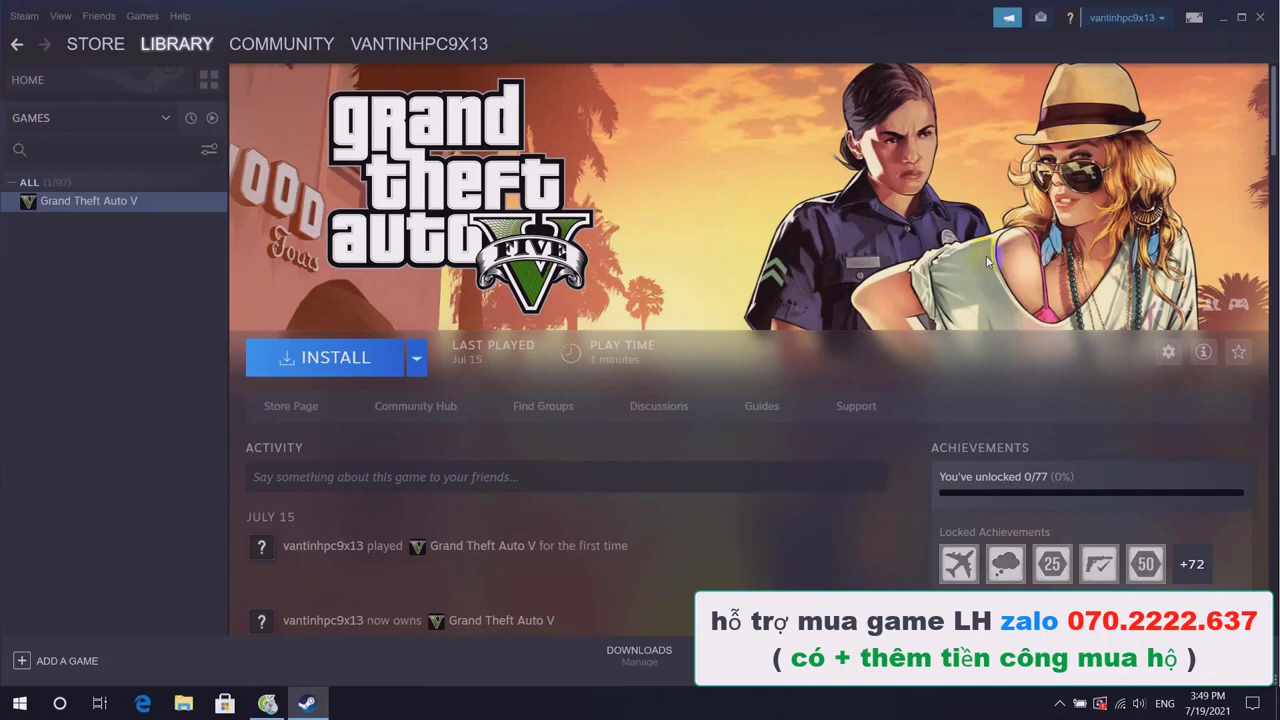 Steam View Friends Games Help
vantinhpc9x13
STORE LIBRARY COMMUNITY VANTINHPC9X13
HOME
GAMES
ALL (1/97)
Grand Theft Auto V
OOD
Tours
grand
theft
auto
FIVE
V
INSTALL
LAST PLAYED
Jul 15
PLAY TIME
1 minutes
Store Page Community Hub Find Groups Discussions Guides Support
ACTIVITY
Say something about this game to your friends...
JULY 15
? vantinhpc9x13 played Grand Theft Auto V for the first time
? vantinhpc9x13 now owns Grand Theft Auto V
ACHIEVEMENTS
You've unlocked 0/77 (0%)
Locked Achievements
25 50 +72
hỗ trợ mua game LH zalo 070.2222.637
( có + thêm tiền công mua hộ )
ADD A GAME
DOWNLOADS
Manage
ENG
3:49 PM
7/19/2021